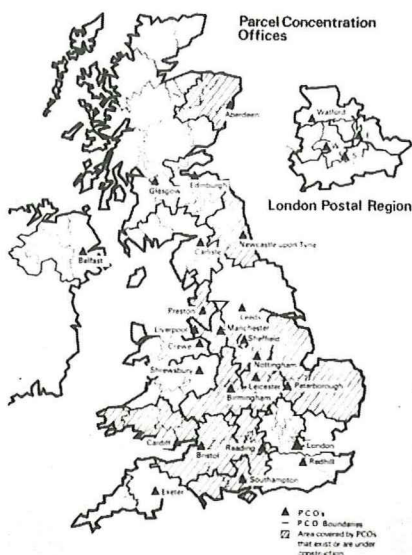 Parcel Concentration
Offices
Aberdeen
Watford
London Postal Region
Glasgow
Edinburgh
Belfast
Carlisle
Newcastle upon Tyne
Preston
Leeds
Liverpool
Manchester
Sheffield
Crewe
Nottingham
Shrewsbury
Leicester
Peterborough
Birmingham
Cardiff
Bristol
Reading
London
Redhill
Southampton
Exeter
PCOs
PCO Boundaries
Area covered by PCOs
that exist or are under
construction